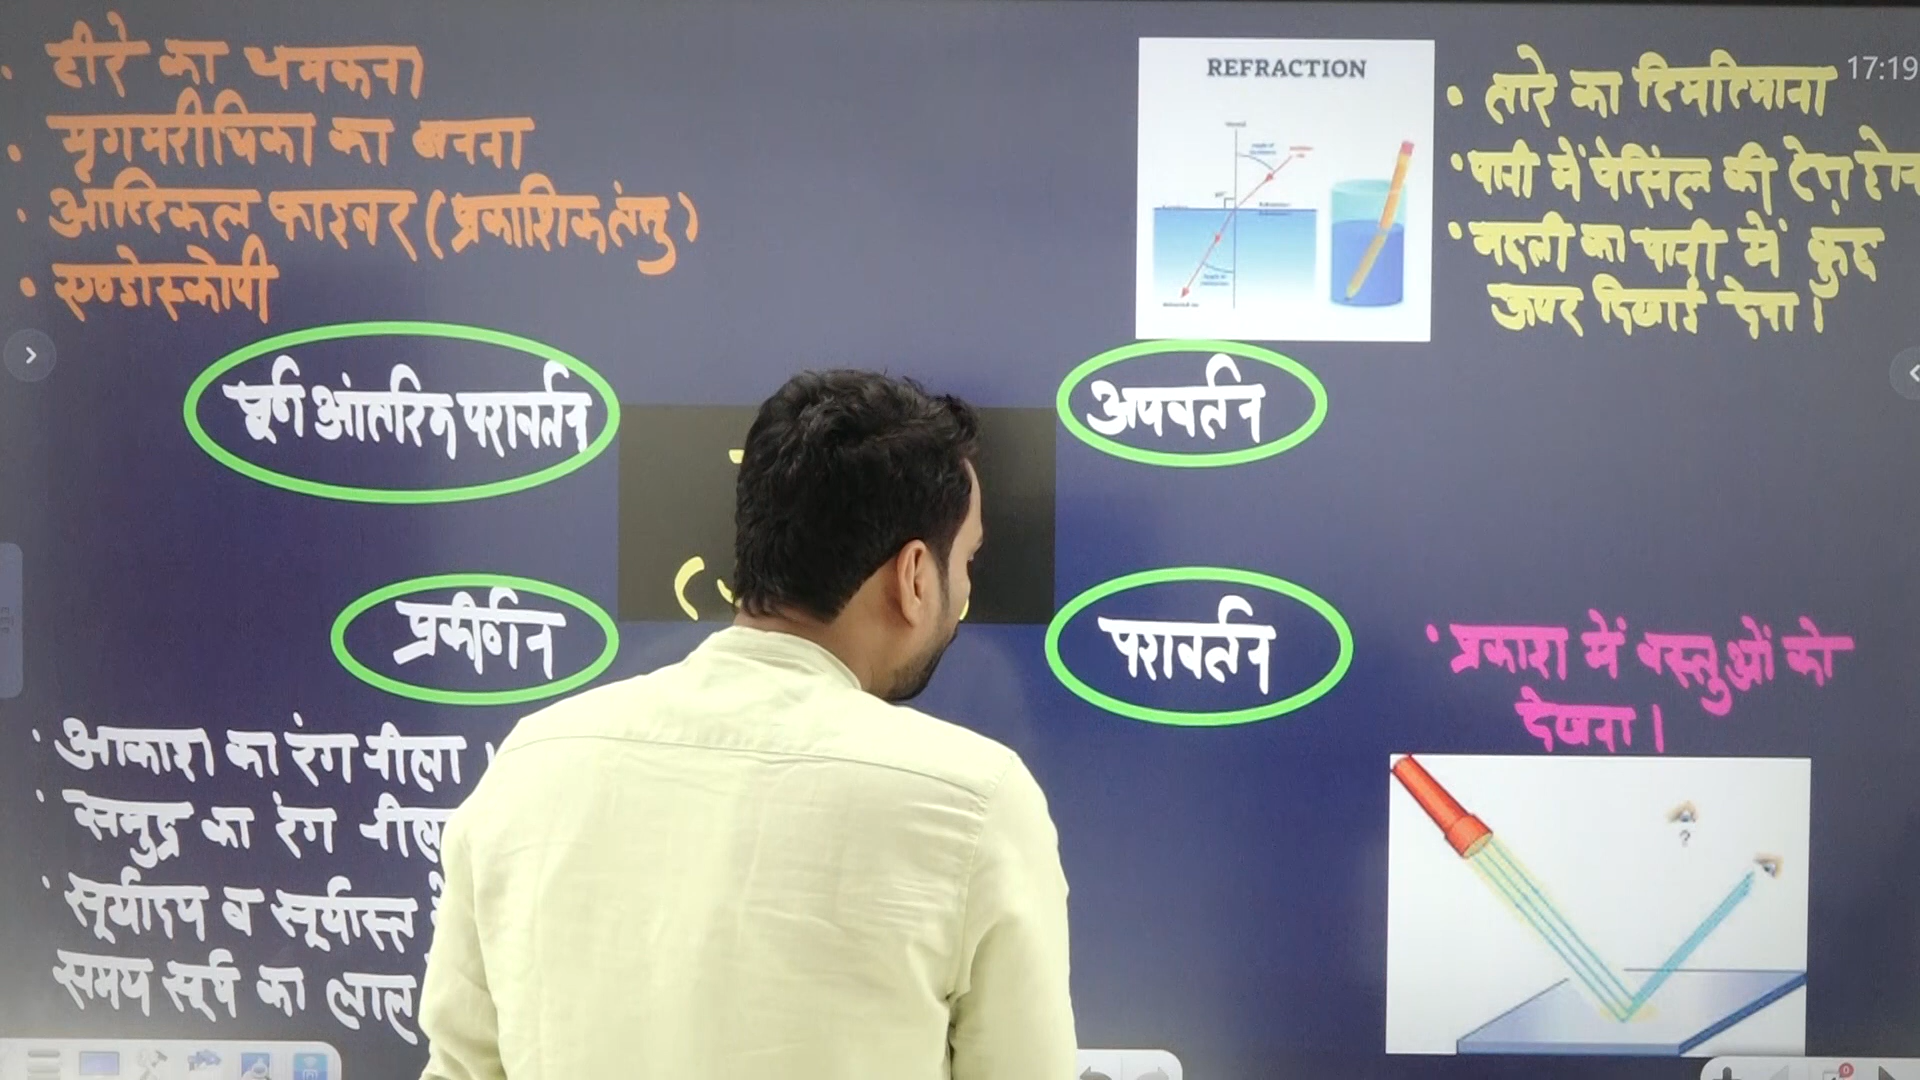 • हीरे का चमकना
• मृगमरीचिका का बनना
• ऑप्टिकल फाइबर (प्रकाशिक तंतु)
• एण्डोस्कोपी
पूर्ण आंतरिक परावर्तन
REFRACTION
17:19
• तारे का टिमटिमाना
• पानी में पेसिंल की टेढ़ा होना
• मछली का पानी में कुछ
ऊपर दिखाई देना।
अपवर्तन
प्रकीर्णन
• आकाश का रंग नीला।
• समुद्र का रंग नीला
• सूर्योदय व सूर्यास्त
समय सूर्य का लाल
परावर्तन
• प्रकाश में वस्तुओं को
देखना।
?